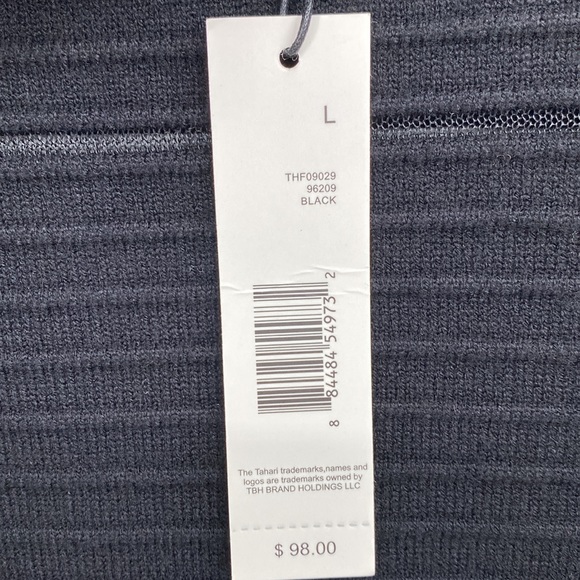 L
THF09029
96209
BLACK
8 84484 54973 2
The Tahari trademarks,names and
logos are trademarks owned by
TBH BRAND HOLDINGS LLC
$ 98.00